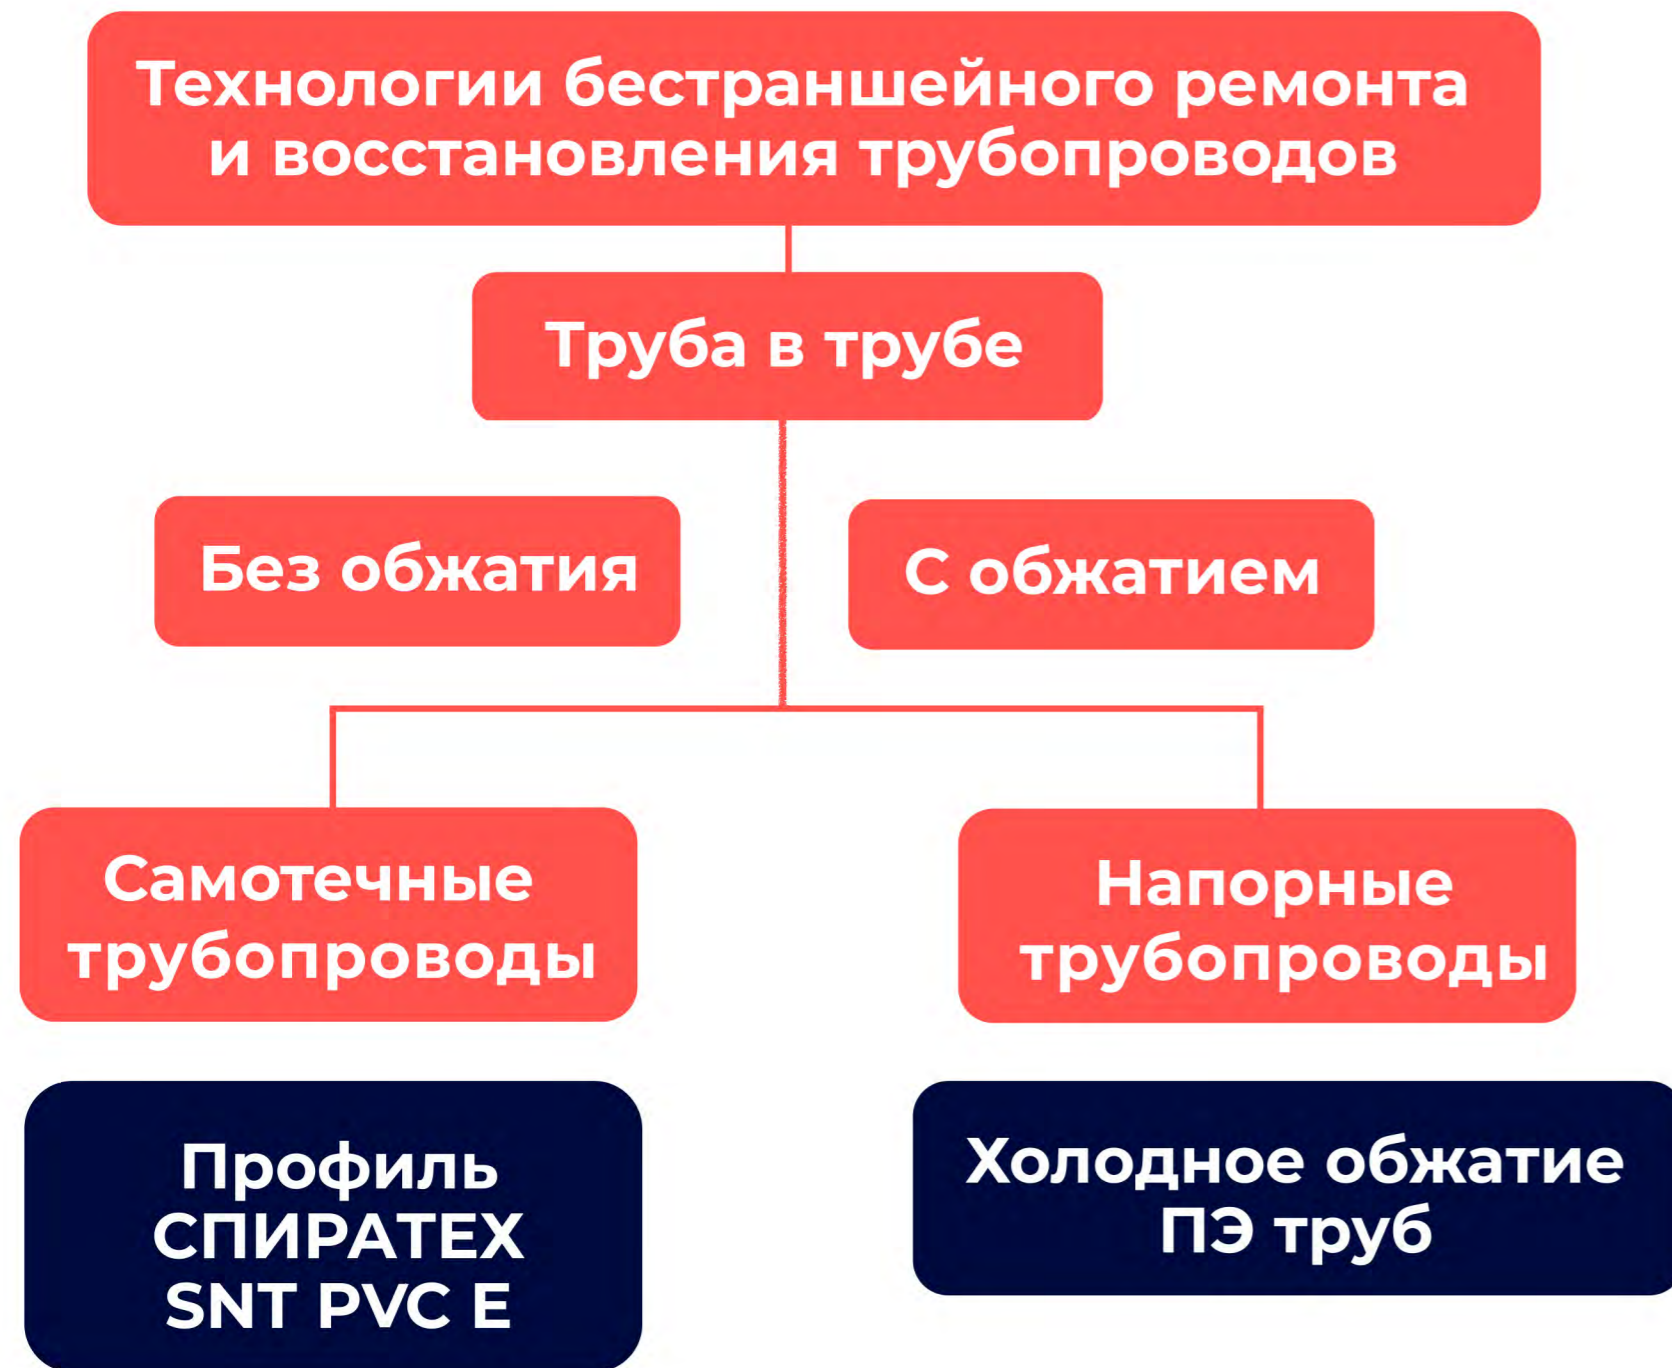 Технологии бестраншейного ремонта
и восстановления трубопроводов
Труба в трубе
Без обжатия
С обжатием
Самотечные
трубопроводы
Напорные
трубопроводы
Профиль
СПИРАТЕХ
SNT PVC E
Холодное обжатие
ПЭ труб